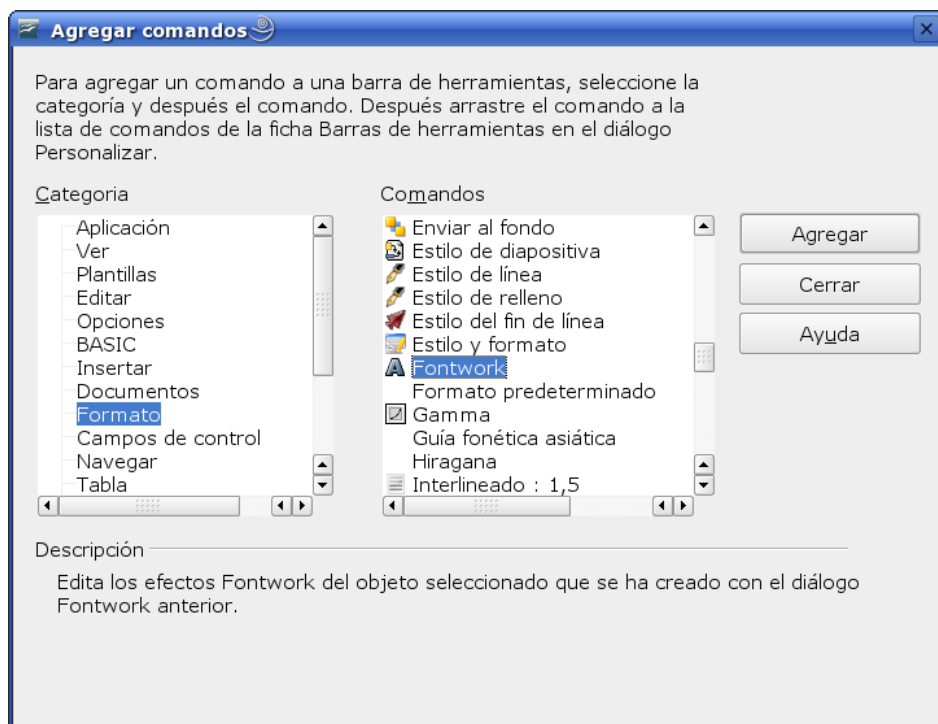 Agregar comandos
Para agregar un comando a una barra de herramientas, seleccione la
categoría y después el comando. Después arrastre el comando a la
lista de comandos de la ficha Barras de herramientas en el diálogo
Personalizar.
Categoria
Aplicación
Ver
Plantillas
Editar
Opciones
BASIC
Insertar
Documentos
Formato
Campos de control
Navegar
Tabla
Comandos
Enviar al fondo
Estilo de diapositiva
Estilo de línea
Estilo de relleno
Estilo del fin de línea
Estilo y formato
Fontwork
Formato predeterminado
Gamma
Guía fonética asiática
Hiragana
Interlineado : 1,5
Agregar
Cerrar
Ayuda
Descripción
Edita los efectos Fontwork del objeto seleccionado que se ha creado con el diálogo
Fontwork anterior.